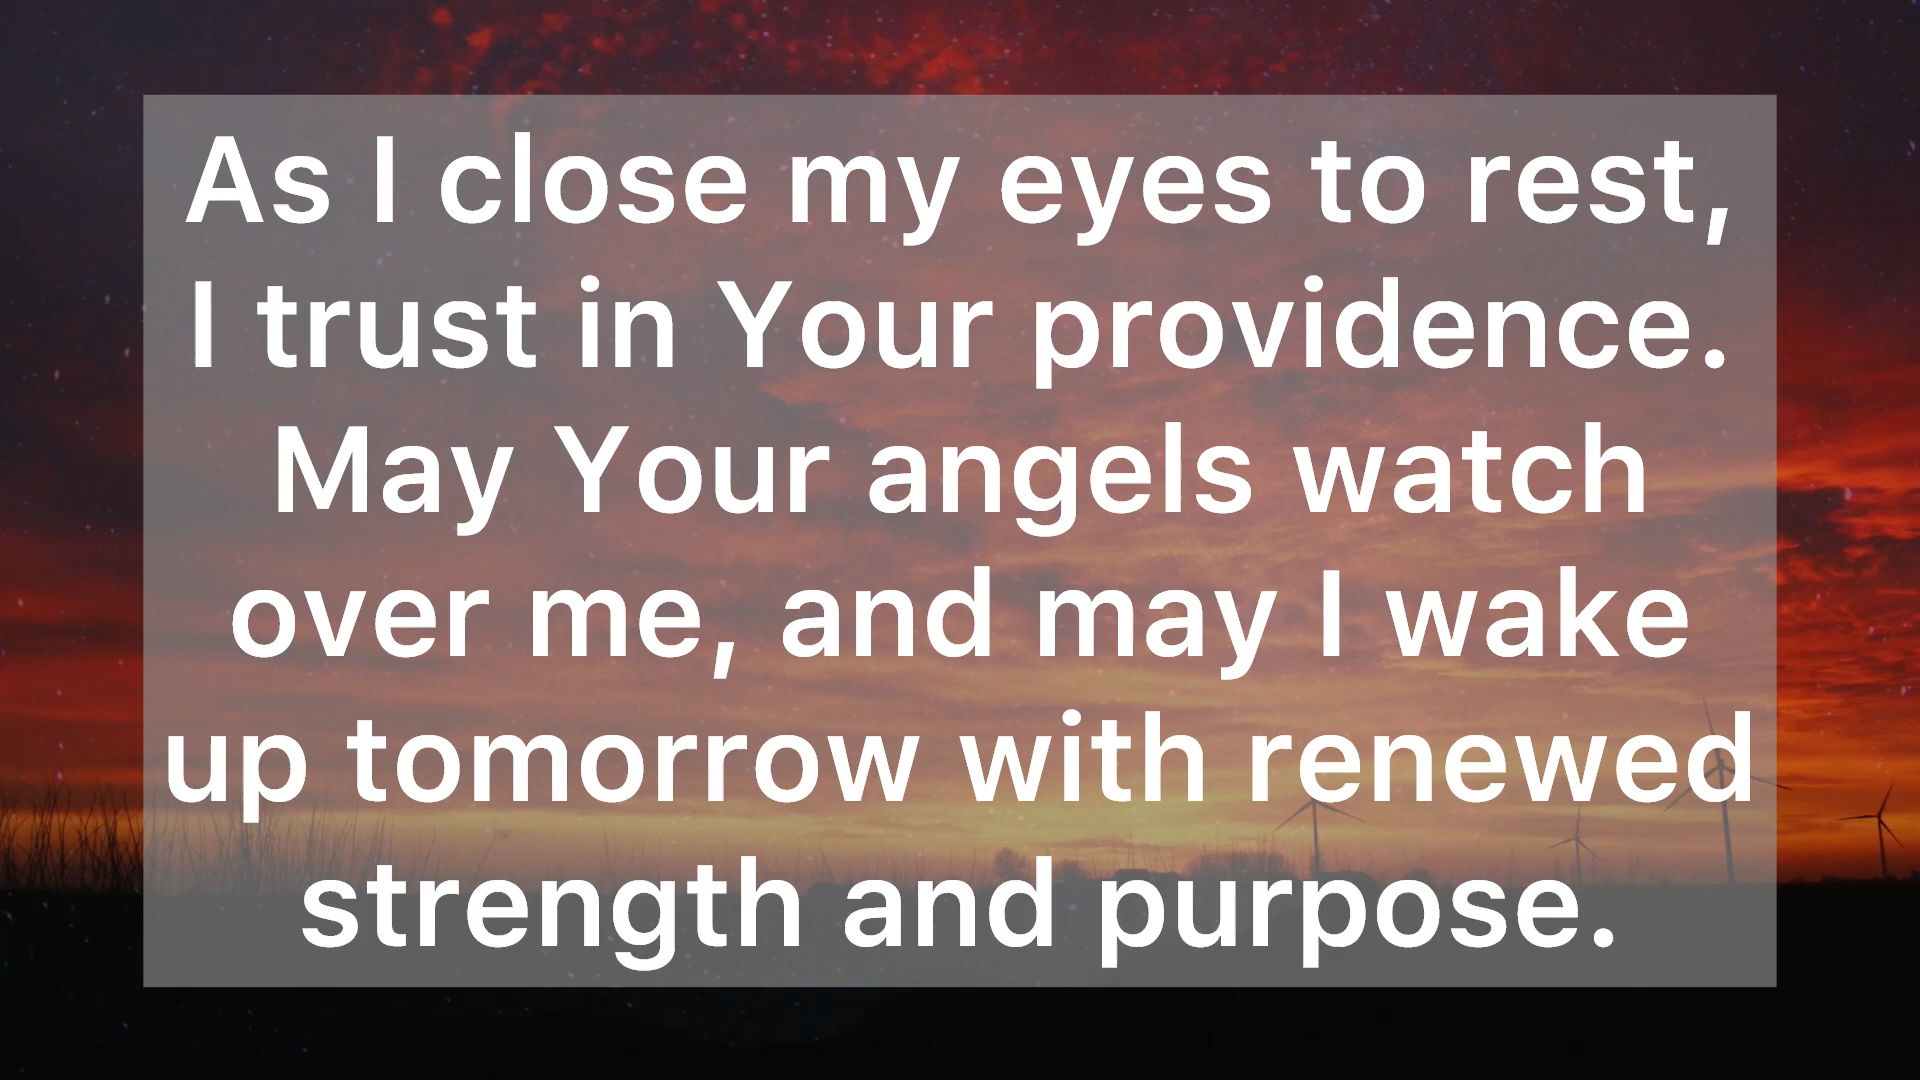 As I close my eyes to rest,
I trust in Your providence.
May Your angels watch
over me, and may I wake
up tomorrow with renewed
strength and purpose.